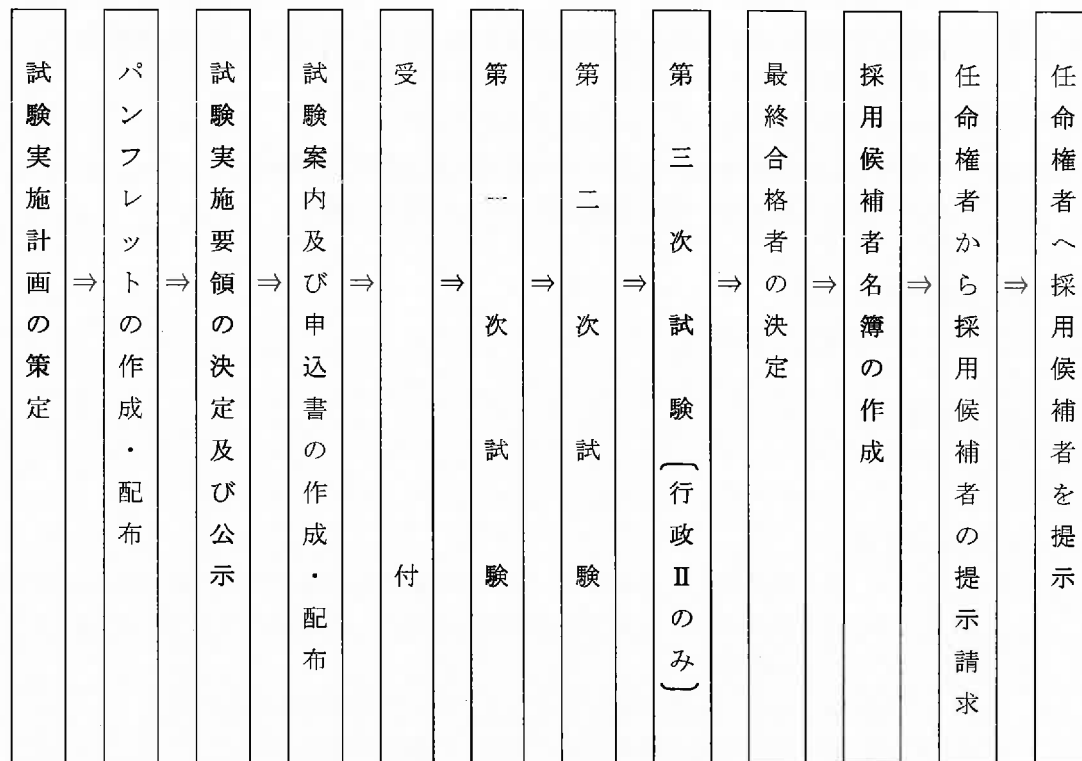 試験実施計画の策定
⇒
パンフレットの作成・配布
⇒
試験実施要領の決定及び公示
⇒
試験案内及び申込書の作成・配布
⇒
受付
⇒
第一次試験
⇒
第二次試験
⇒
第三次試験〔行政Ⅱのみ〕
⇒
最終合格者の決定
⇒
採用候補者名簿の作成
⇒
任命権者から採用候補者の提示請求
⇒
任命権者へ採用候補者を提示